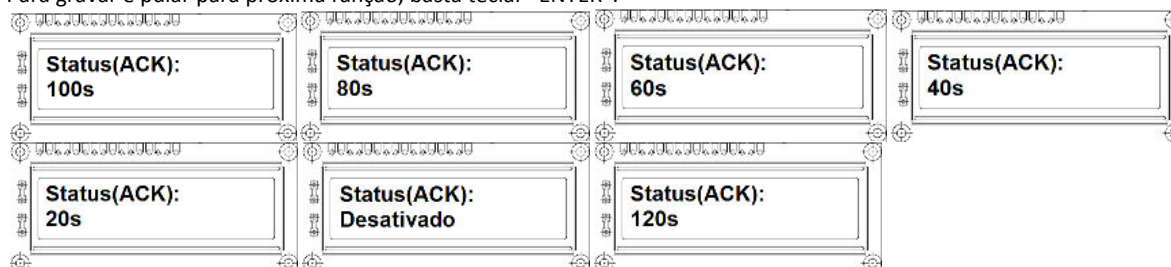 Para gravar e pular para próxima função, basta teclar "ENTER".
Status(ACK):
100s
Status(ACK):
80s
Status(ACK):
60s
Status(ACK):
40s
Status(ACK):
20s
Status(ACK):
Desativado
Status(ACK):
120s